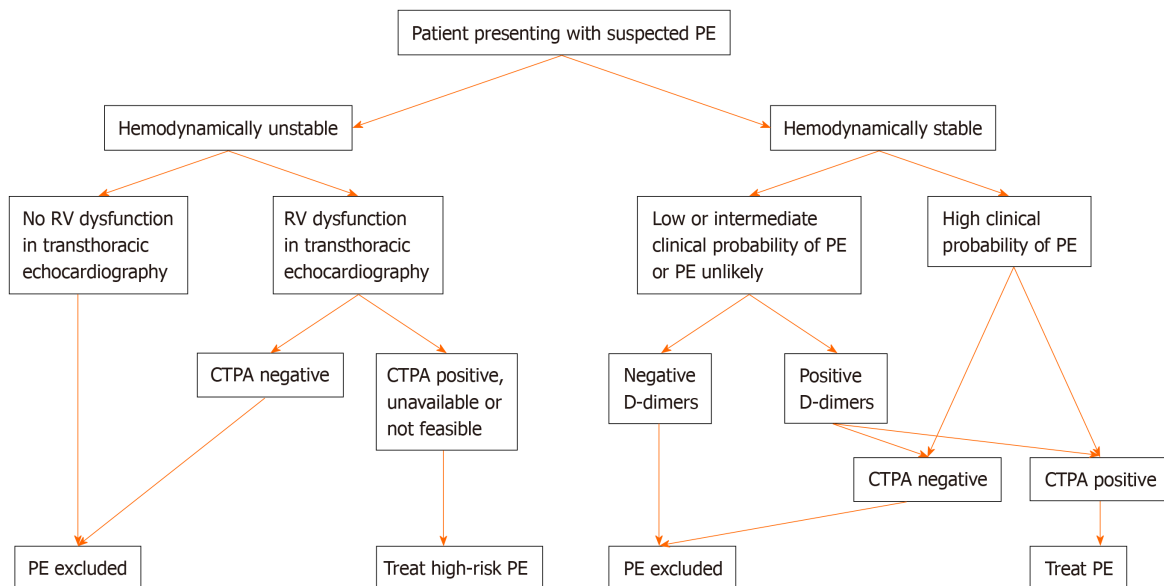 Patient presenting with suspected PE
Hemodynamically unstable
Hemodynamically stable
No RV dysfunction
in transthoracic
echocardiography
RV dysfunction
in transthoracic
echocardiography
Low or intermediate
clinical probability of PE
or PE unlikely
High clinical
probability of PE
CTPA negative
CTPA positive,
unavailable or
not feasible
Negative
D-dimers
Positive
D-dimers
CTPA negative
CTPA positive
PE excluded
Treat high-risk PE
PE excluded
Treat PE